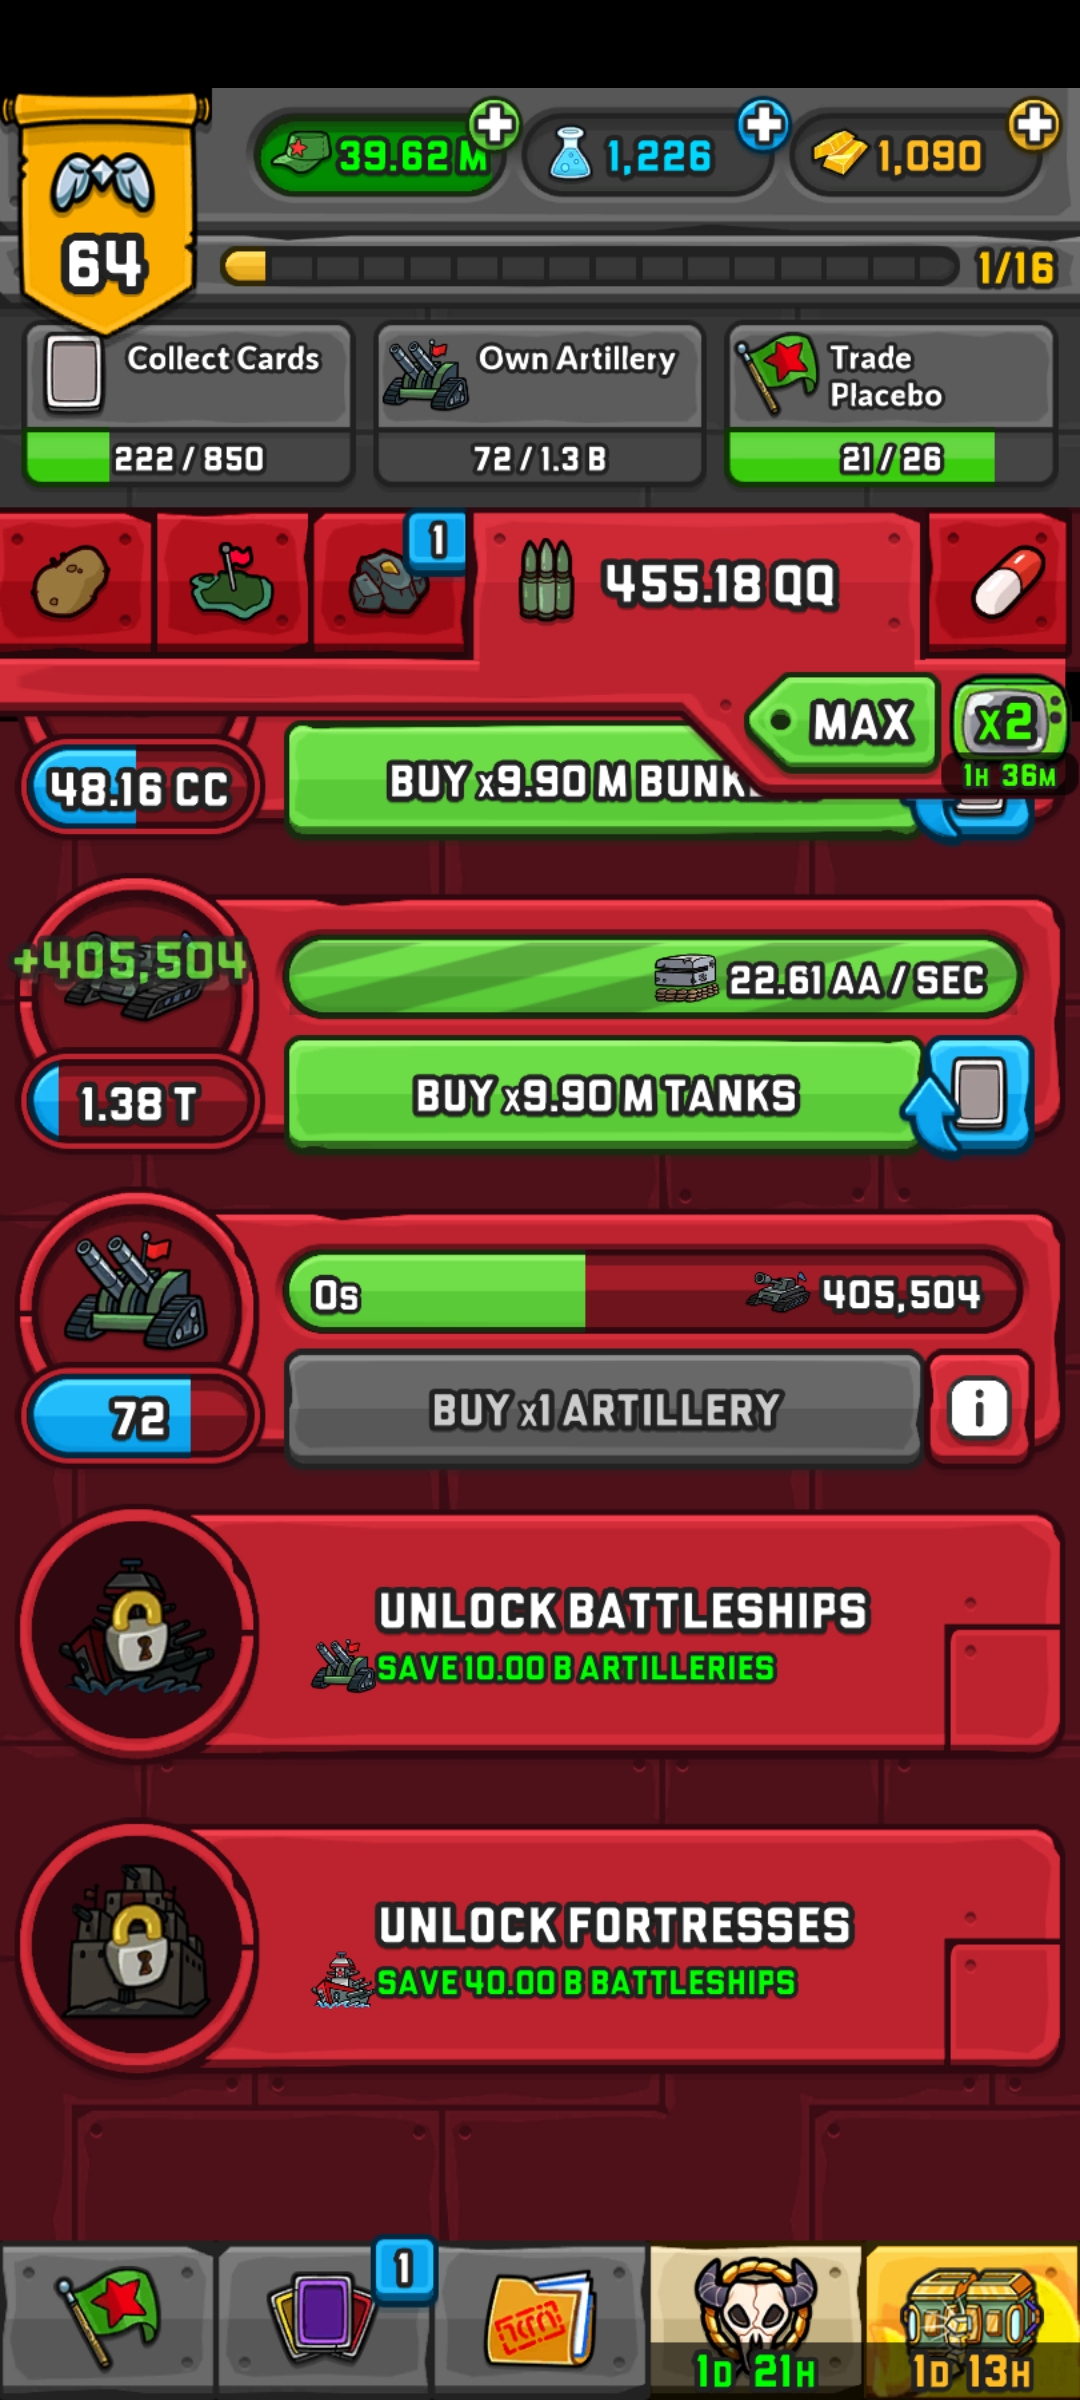 64
39.62 M
1,226
1,090
1/16
Collect Cards
222 / 850
Own Artillery
72 / 1.3 B
Trade
Placebo
21 / 26
1
455.18 QQ
MAX
x2
1H 36M
48.16 CC
BUY x9.90 M
+405,504
22.61 AA / SEC
1.38 T
BUY x9.90 M TANKS
0s
405,504
72
BUY x1 ARTILLERY
i
UNLOCK BATTLESHIPS
SAVE 10.00 B ARTILLERIES
UNLOCK FORTRESSES
SAVE 40.00 B BATTLESHIPS
1
1D 21H
1D 13H